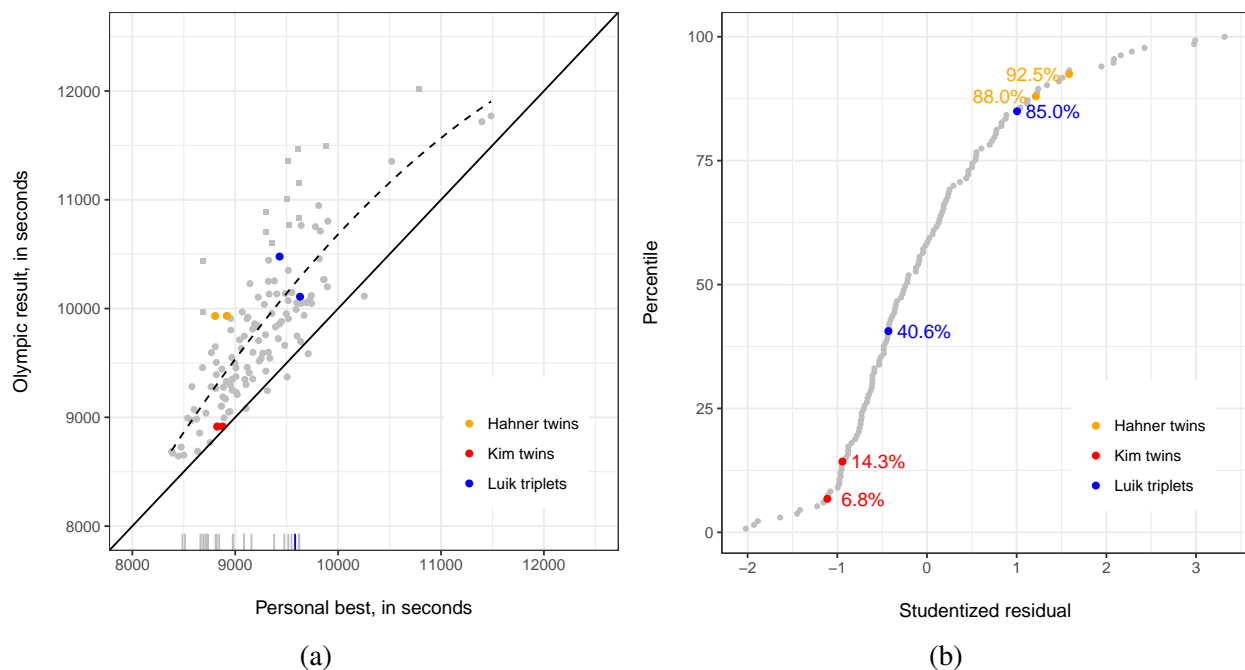 12000
11000
10000
9000
8000
Olympic result, in seconds
Hahner twins
Kim twins
Luik triplets
8000 9000 10000 11000 12000
Personal best, in seconds
(a)
100
75
50
25
0
Percentile
92.5%
88.0%
85.0%
40.6%
14.3%
6.8%
Hahner twins
Kim twins
Luik triplets
−2 −1 0 1 2 3
Studentized residual
(b)